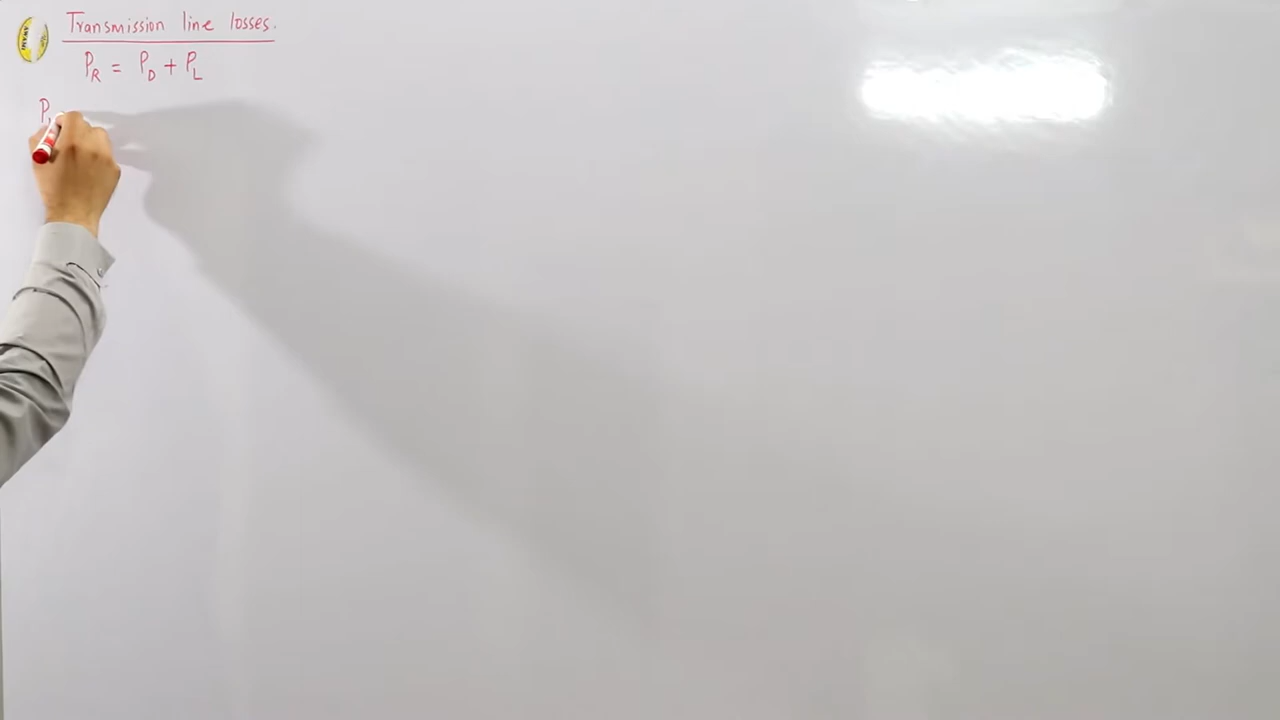 Transmission line losses.
P_R = P_D + P_L
P